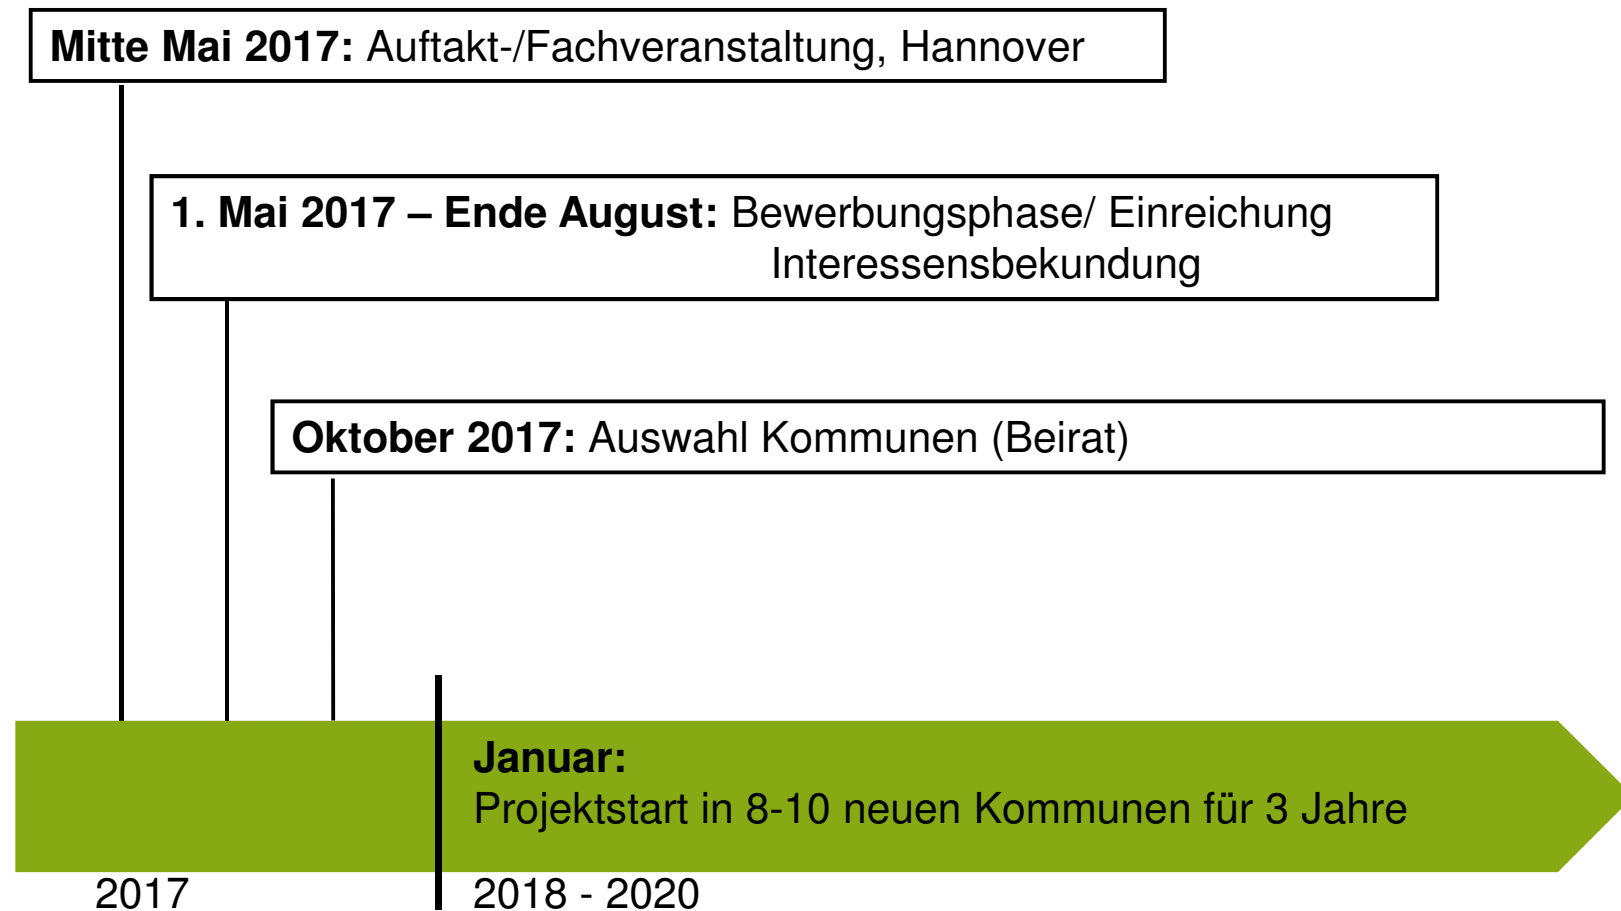 Mitte Mai 2017: Auftakt-/Fachveranstaltung, Hannover
1. Mai 2017 – Ende August: Bewerbungsphase/ Einreichung
Interessensbekundung
Oktober 2017: Auswahl Kommunen (Beirat)
Januar:
Projektstart in 8-10 neuen Kommunen für 3 Jahre
2017
2018 - 2020